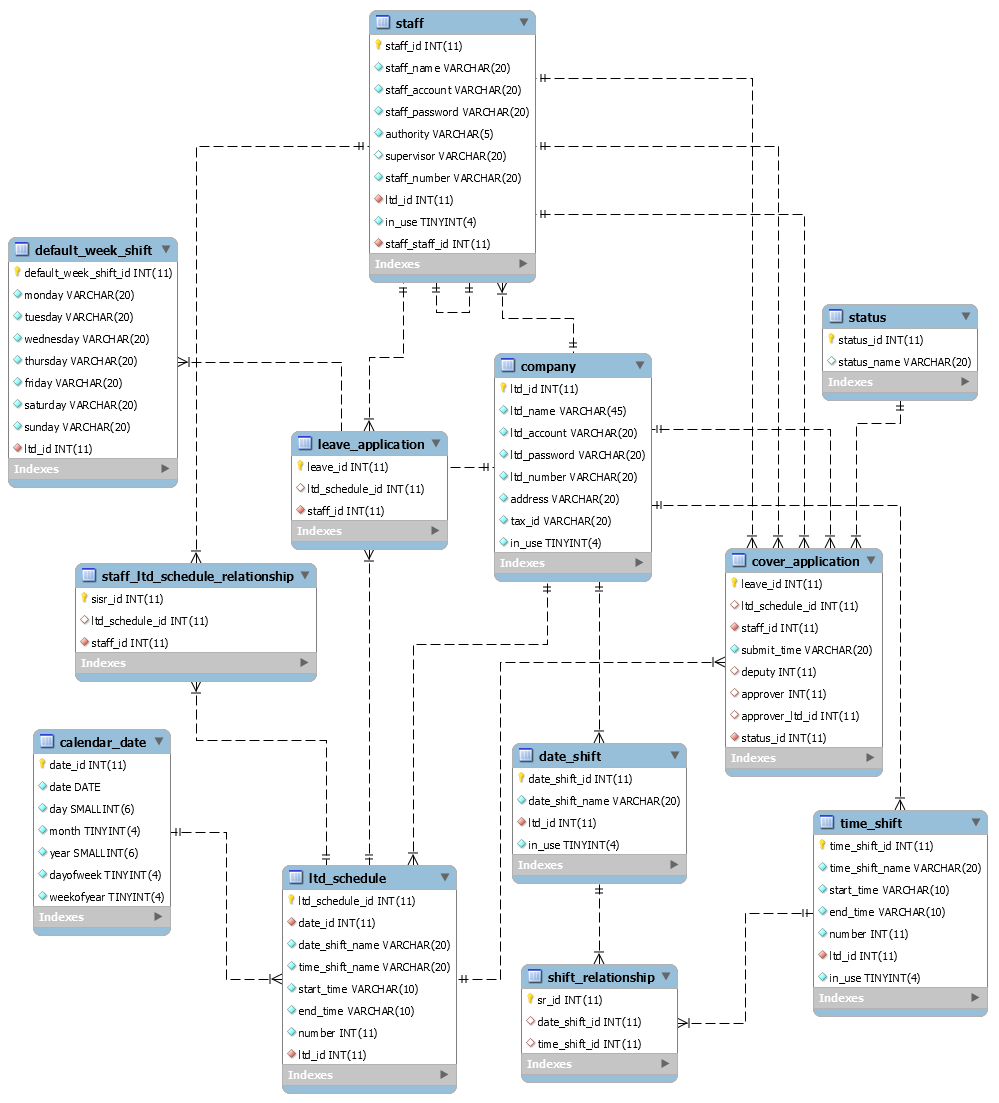 staff
staff_id INT(11)
staff_name VARCHAR(20)
staff_account VARCHAR(20)
staff_password VARCHAR(20)
authority VARCHAR(5)
supervisor VARCHAR(20)
staff_number VARCHAR(20)
ltd_id INT(11)
in_use TINYINT(4)
staff_staff_id INT(11)
Indexes
default_week_shift
default_week_shift_id INT(11)
monday VARCHAR(20)
tuesday VARCHAR(20)
wednesday VARCHAR(20)
thursday VARCHAR(20)
friday VARCHAR(20)
saturday VARCHAR(20)
sunday VARCHAR(20)
ltd_id INT(11)
Indexes
status
status_id INT(11)
status_name VARCHAR(20)
Indexes
company
ltd_id INT(11)
ltd_name VARCHAR(45)
ltd_account VARCHAR(20)
ltd_password VARCHAR(20)
ltd_number VARCHAR(20)
address VARCHAR(20)
tax_id VARCHAR(20)
in_use TINYINT(4)
Indexes
leave_application
leave_id INT(11)
ltd_schedule_id INT(11)
staff_id INT(11)
Indexes
cover_application
leave_id INT(11)
ltd_schedule_id INT(11)
staff_id INT(11)
submit_time VARCHAR(20)
deputy INT(11)
approver INT(11)
approver_ltd_id INT(11)
status_id INT(11)
Indexes
staff_ltd_schedule_relationship
sisr_id INT(11)
ltd_schedule_id INT(11)
staff_id INT(11)
Indexes
calendar_date
date_id INT(11)
date DATE
day SMALLINT(6)
month TINYINT(4)
year SMALLINT(6)
dayofweek TINYINT(4)
weekofyear TINYINT(4)
Indexes
date_shift
date_shift_id INT(11)
date_shift_name VARCHAR(20)
ltd_id INT(11)
in_use TINYINT(4)
Indexes
time_shift
time_shift_id INT(11)
time_shift_name VARCHAR(20)
start_time VARCHAR(10)
end_time VARCHAR(10)
number INT(11)
ltd_id INT(11)
in_use TINYINT(4)
Indexes
ltd_schedule
ltd_schedule_id INT(11)
date_id INT(11)
date_shift_name VARCHAR(20)
time_shift_name VARCHAR(20)
start_time VARCHAR(10)
end_time VARCHAR(10)
number INT(11)
ltd_id INT(11)
Indexes
shift_relationship
sr_id INT(11)
date_shift_id INT(11)
time_shift_id INT(11)
Indexes